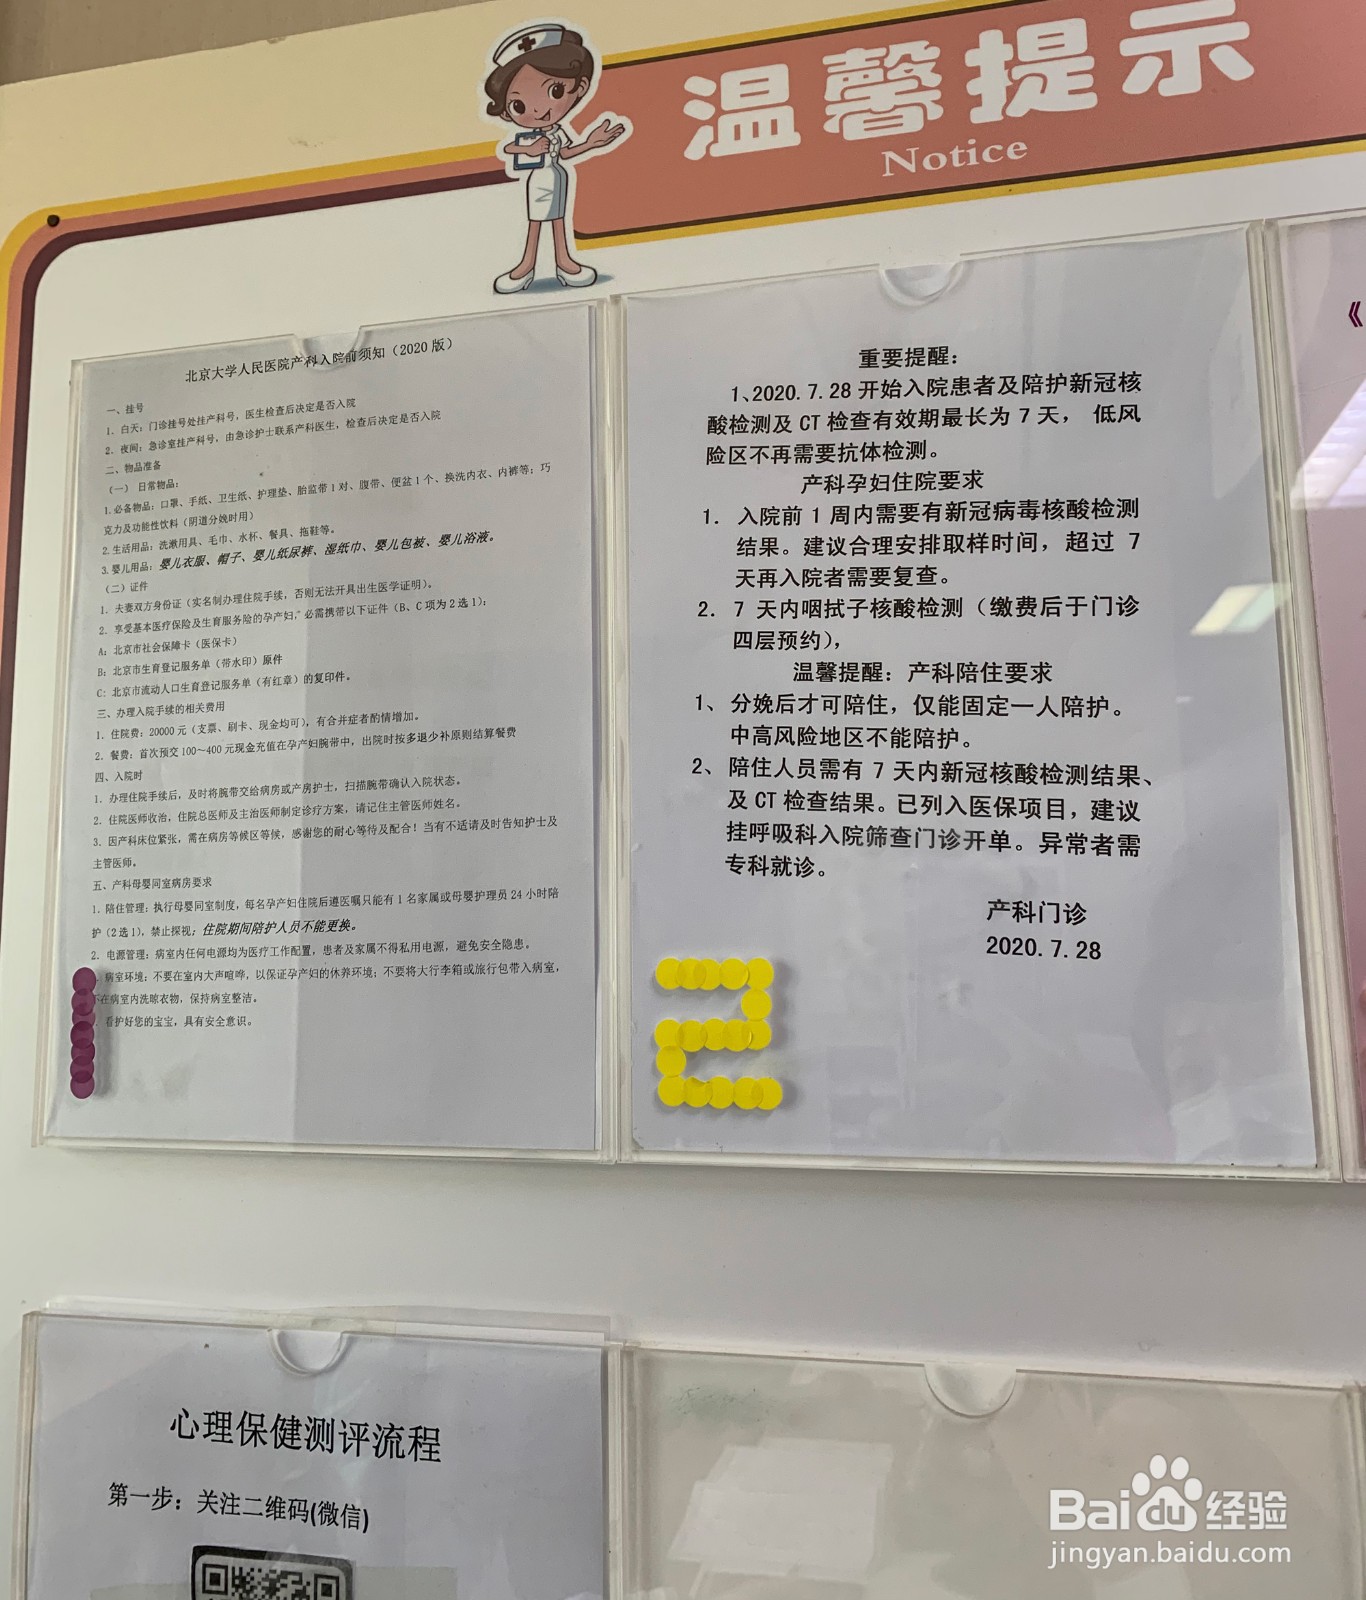 温馨提示
Notice
北京大学人民医院产科入院前须知（2020 版）
一、挂号
1. 白天：门诊挂号处挂产科号，医生检查后决定是否入院
2. 夜间：急诊室挂产科号，由急诊护士联系产科医生，检查后决定是否入院
二、物品准备
（一） 日常物品：
1.必备物品：口罩、手纸、卫生纸、护理垫、胎监带 1 对、腹带、便盆 1 个、换洗内衣、内裤等；巧
克力及功能性饮料（阴道分娩时用）
2.生活用品：洗漱用具、毛巾、水杯、餐具、拖鞋等。
3.婴儿用品：婴儿衣服、帽子、婴儿纸尿裤、湿纸巾、婴儿包被、婴儿浴液。
（二）证件
1. 夫妻双方身份证（实名制办理住院手续，否则无法开具出生医学证明）。
2. 享受基本医疗保险及生育服务险的孕产妇，必需携带以下证件（B、C 项为 2 选 1）：
A：北京市社会保障卡（医保卡）
B：北京市生育登记服务单（带水印）原件
C：北京市流动人口生育登记服务单（有红章）的复印件。
三、办理入院手续的相关费用
1. 住院费：20000 元（支票、刷卡、现金均可），有合并症者酌情增加。
2. 餐费：首次预交 100～400 元现金充值在孕产妇腕带中，出院时按多退少补原则结算餐费
四、入院时
1. 办理住院手续后，及时将腕带交给病房或产房护士，扫描腕带确认入院状态。
2. 住院医师收治，住院总医师及主治医师制定诊疗方案，请记住主管医师姓名。
3. 因产科床位紧张，需在病房等候区等候，感谢您的耐心等待及配合！当有不适请及时告知护士及
主管医师。
五、产科母婴同室病房要求
1. 陪住管理：执行母婴同室制度，每名孕产妇住院后遵医嘱只能有 1 名家属或母婴护理员 24 小时陪
护（2 选 1），禁止探视；住院期间陪护人员不能更换。
2. 电源管理：病室内任何电源均为医疗工作配置，患者及家属不得私用电源，避免安全隐患。
病室环境：不要在室内大声喧哗，以保证孕产妇的休养环境；不要将大行李箱或旅行包带入病室，
不在病室内洗晾衣物，保持病室整洁。
看护好您的宝宝，具有安全意识。
重要提醒：
1、2020.7.28 开始入院患者及陪护新冠核
酸检测及 CT 检查有效期最长为 7 天， 低风
险区不再需要抗体检测。
产科孕妇住院要求
1. 入院前 1 周内需要有新冠病毒核酸检测
结果。建议合理安排取样时间，超过 7
天再入院者需要复查。
2. 7 天内咽拭子核酸检测（缴费后于门诊
四层预约），
温馨提醒：产科陪住要求
1、分娩后才可陪住，仅能固定一人陪护。
中高风险地区不能陪护。
2、陪住人员需有 7 天内新冠核酸检测结果、
及 CT 检查结果。已列入医保项目，建议
挂呼吸科入院筛查门诊开单。异常者需
专科就诊。
产科门诊
2020.7.28
2
《
心理保健测评流程
第一步：关注二维码(微信)
Bai du 经验
jingyan.baidu.com